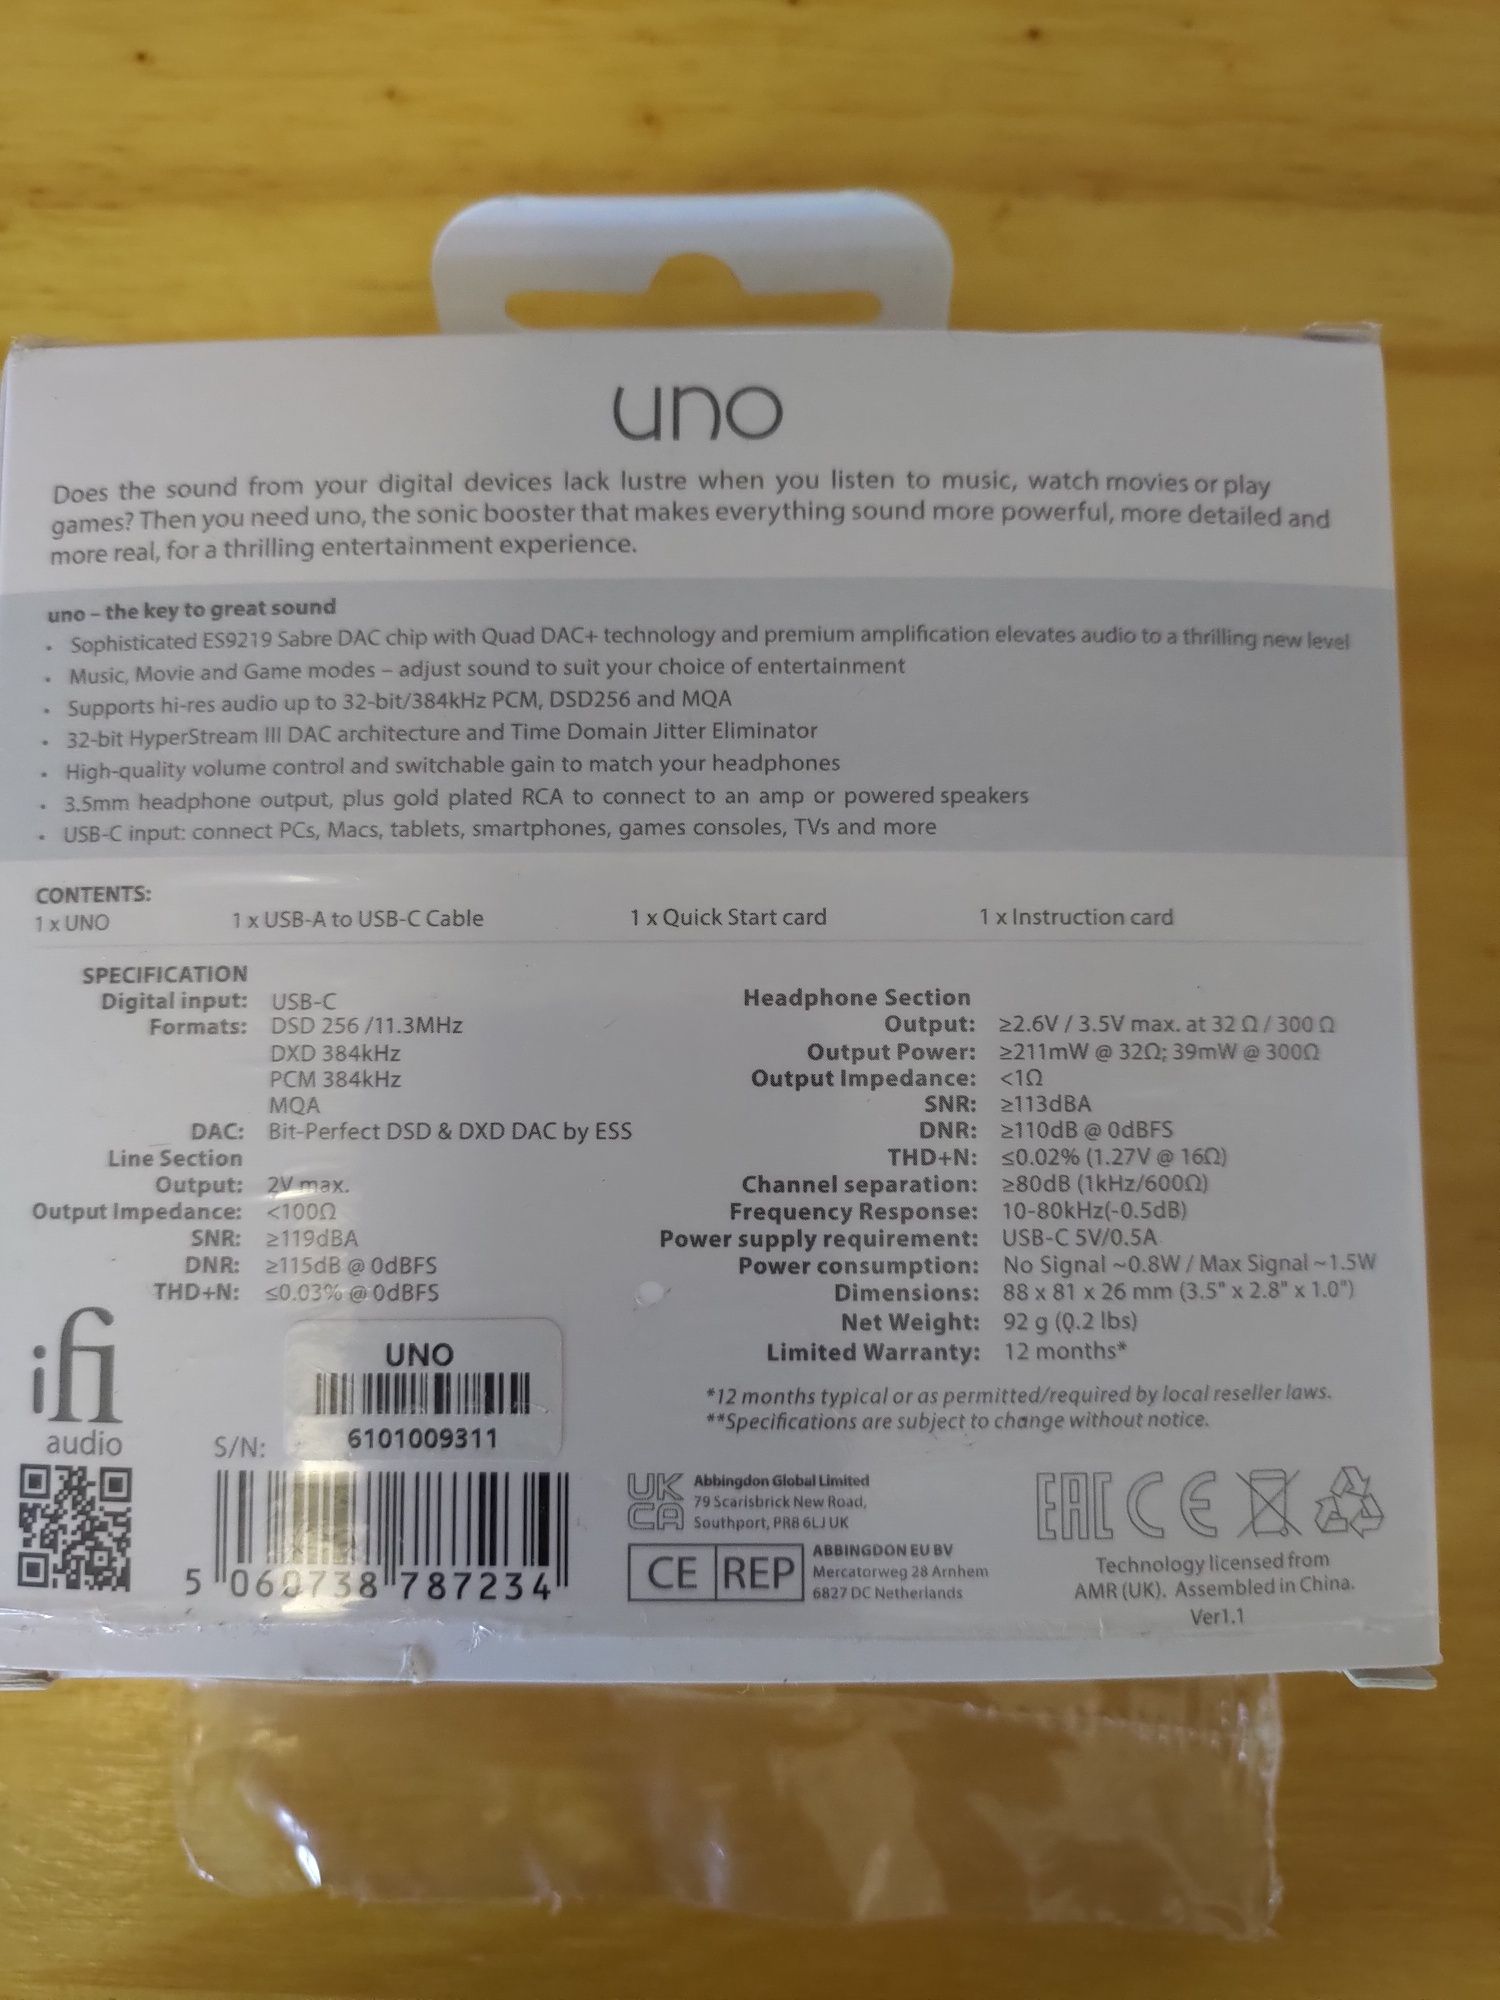 uno
Does the sound from your digital devices lack lustre when you listen to music, watch movies or play
games? Then you need uno, the sonic booster that makes everything sound more powerful, more detailed and
more real, for a thrilling entertainment experience.
uno – the key to great sound
• Sophisticated ES9219 Sabre DAC chip with Quad DAC+ technology and premium amplification elevates audio to a thrilling new level
• Music, Movie and Game modes – adjust sound to suit your choice of entertainment
• Supports hi-res audio up to 32-bit/384kHz PCM, DSD256 and MQA
• 32-bit HyperStream III DAC architecture and Time Domain Jitter Eliminator
• High-quality volume control and switchable gain to match your headphones
• 3.5mm headphone output, plus gold plated RCA to connect to an amp or powered speakers
• USB-C input: connect PCs, Macs, tablets, smartphones, games consoles, TVs and more
CONTENTS:
1 x UNO 1 x USB-A to USB-C Cable 1 x Quick Start card 1 x Instruction card
SPECIFICATION
Digital input: USB-C
Formats: DSD 256 /11.3MHz
DXD 384kHz
PCM 384kHz
MQA
DAC: Bit-Perfect DSD & DXD DAC by ESS
Line Section
Output: 2V max.
Output Impedance: <100Ω
SNR: ≥119dBA
DNR: ≥115dB @ 0dBFS
THD+N: ≤0.03% @ 0dBFS
Headphone Section
Output: ≥2.6V / 3.5V max. at 32 Ω / 300 Ω
Output Power: ≥211mW @ 32Ω; 39mW @ 300Ω
Output Impedance: <1Ω
SNR: ≥113dBA
DNR: ≥110dB @ 0dBFS
THD+N: ≤0.02% (1.27V @ 16Ω)
Channel separation: ≥80dB (1kHz/600Ω)
Frequency Response: 10-80kHz(-0.5dB)
Power supply requirement: USB-C 5V/0.5A
Power consumption: No Signal ~0.8W / Max Signal ~1.5W
Dimensions: 88 x 81 x 26 mm (3.5" x 2.8" x 1.0")
Net Weight: 92 g (0.2 lbs)
Limited Warranty: 12 months*
*12 months typical or as permitted/required by local reseller laws.
**Specifications are subject to change without notice.
ifi
audio
UNO
S/N: 6101009311
5 060738 787234
UK
CA
Abbingdon Global Limited
79 Scarisbrick New Road,
Southport, PR8 6LJ UK
CE REP
ABBINGDON EU BV
Mercatorweg 28 Arnhem
6827 DC Netherlands
EAC CE
Technology licensed from
AMR (UK). Assembled in China.
Ver1.1